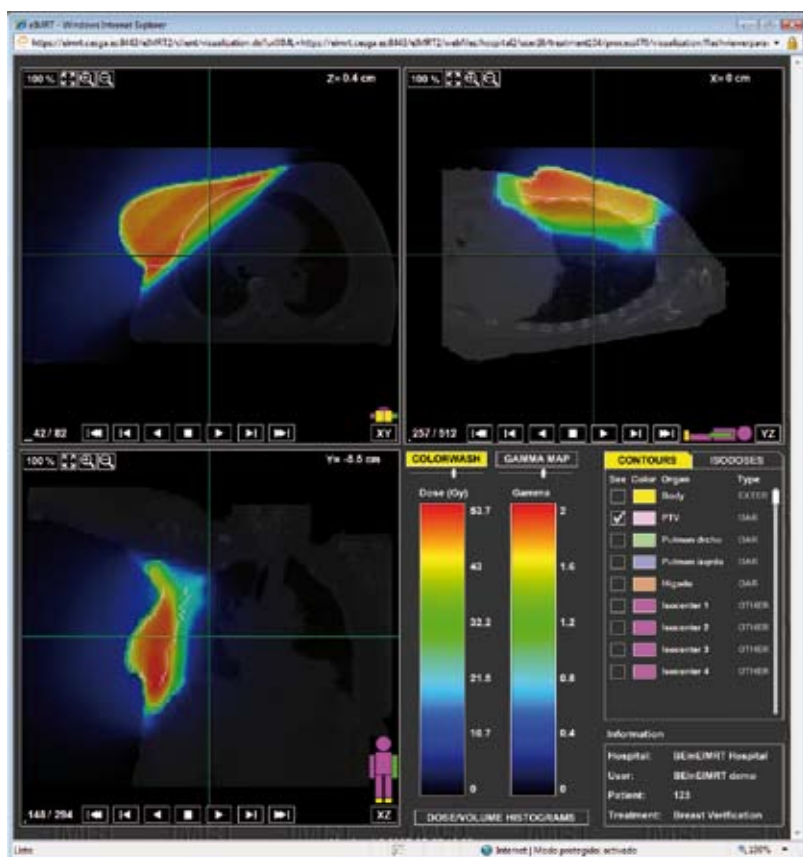 eIMRT - Windows Internet Explorer
100 %
Z= 0.4 cm
42 / 82
XY
100 %
X= 0 cm
257 / 512
YZ
100 %
Y= -5.5 cm
148 / 294
XZ
COLORWASH
GAMMA MAP
Dose (Gy)
Gamma
53.7
2
43
1.6
32.2
1.2
21.5
0.8
10.7
0.4
0
0
DOSE/VOLUME HISTOGRAMS
CONTOURS
ISODOSES
See Color Organ Type
Body
PTV OAR
OAR
OAR
Higado OAR
Isocenter 1 OTHER
Isocenter 2 OTHER
Isocenter 3 OTHER
Isocenter 4 OTHER
Information
Hospital: BEinEIMRT Hospital
User: BEinEIMRT demo
Patient: 123
Treatment: Breast Verification
Listo
Internet | Modo protegido: activado
100%